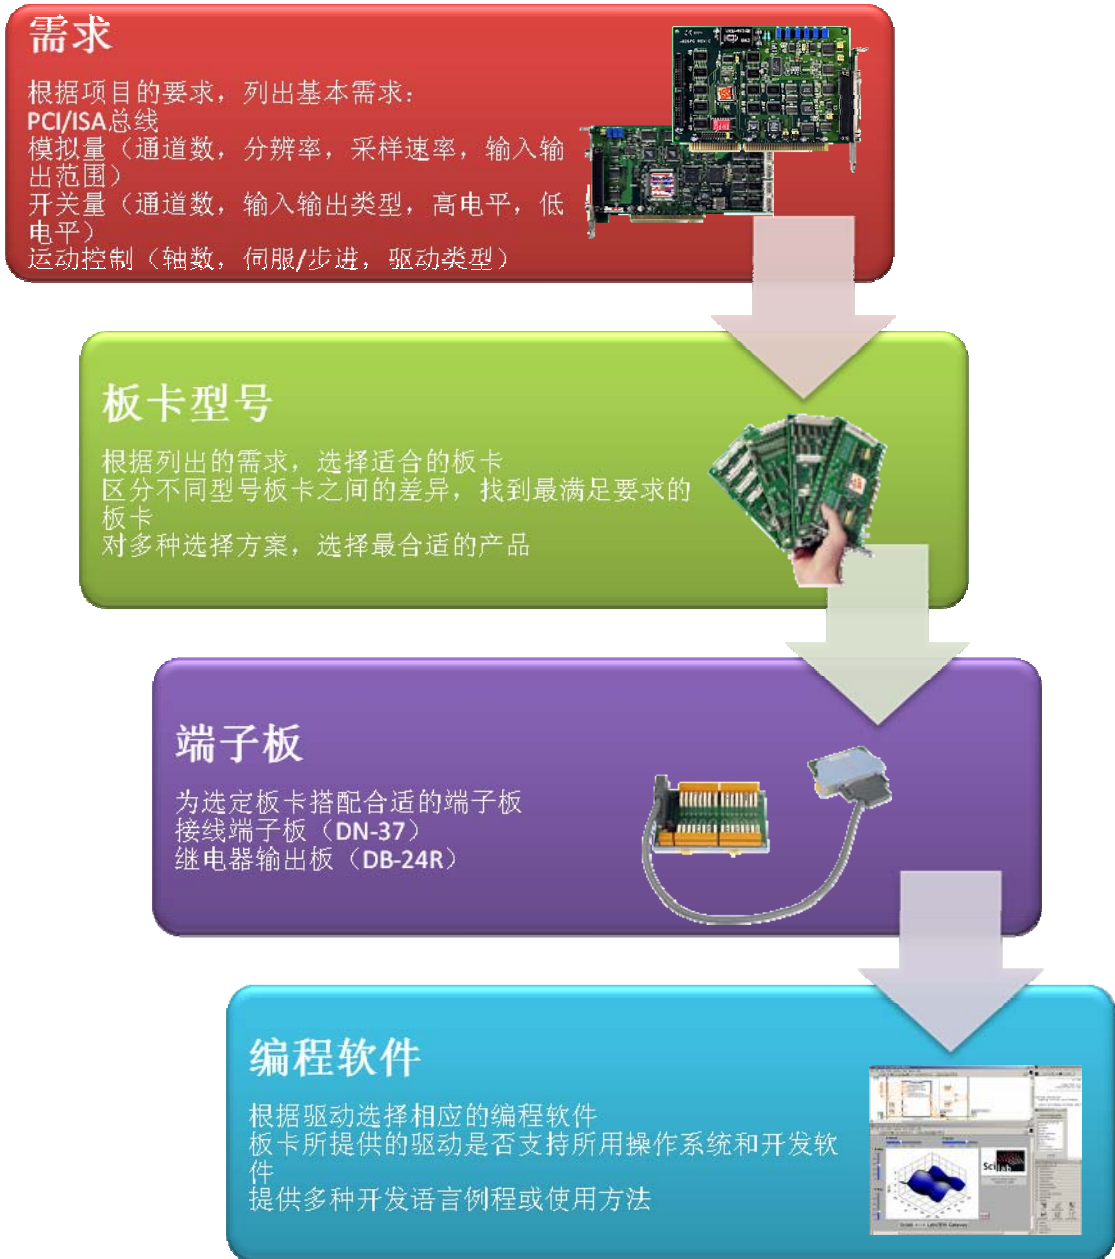 需求
根据项目的要求，列出基本需求：
PCI/ISA总线
模拟量（通道数，分辨率，采样速率，输入输
出范围）
开关量（通道数，输入输出类型，高电平，低
电平）
运动控制（轴数，伺服/步进，驱动类型）
板卡型号
根据列出的需求，选择适合的板卡
区分不同型号板卡之间的差异，找到最满足要求的
板卡
对多种选择方案，选择最合适的产品
端子板
为选定板卡搭配合适的端子板
接线端子板（DN-37）
继电器输出板（DB-24R）
编程软件
根据驱动选择相应的编程软件
板卡所提供的驱动是否支持所用操作系统和开发软
件
提供多种开发语言例程或使用方法
Scilab